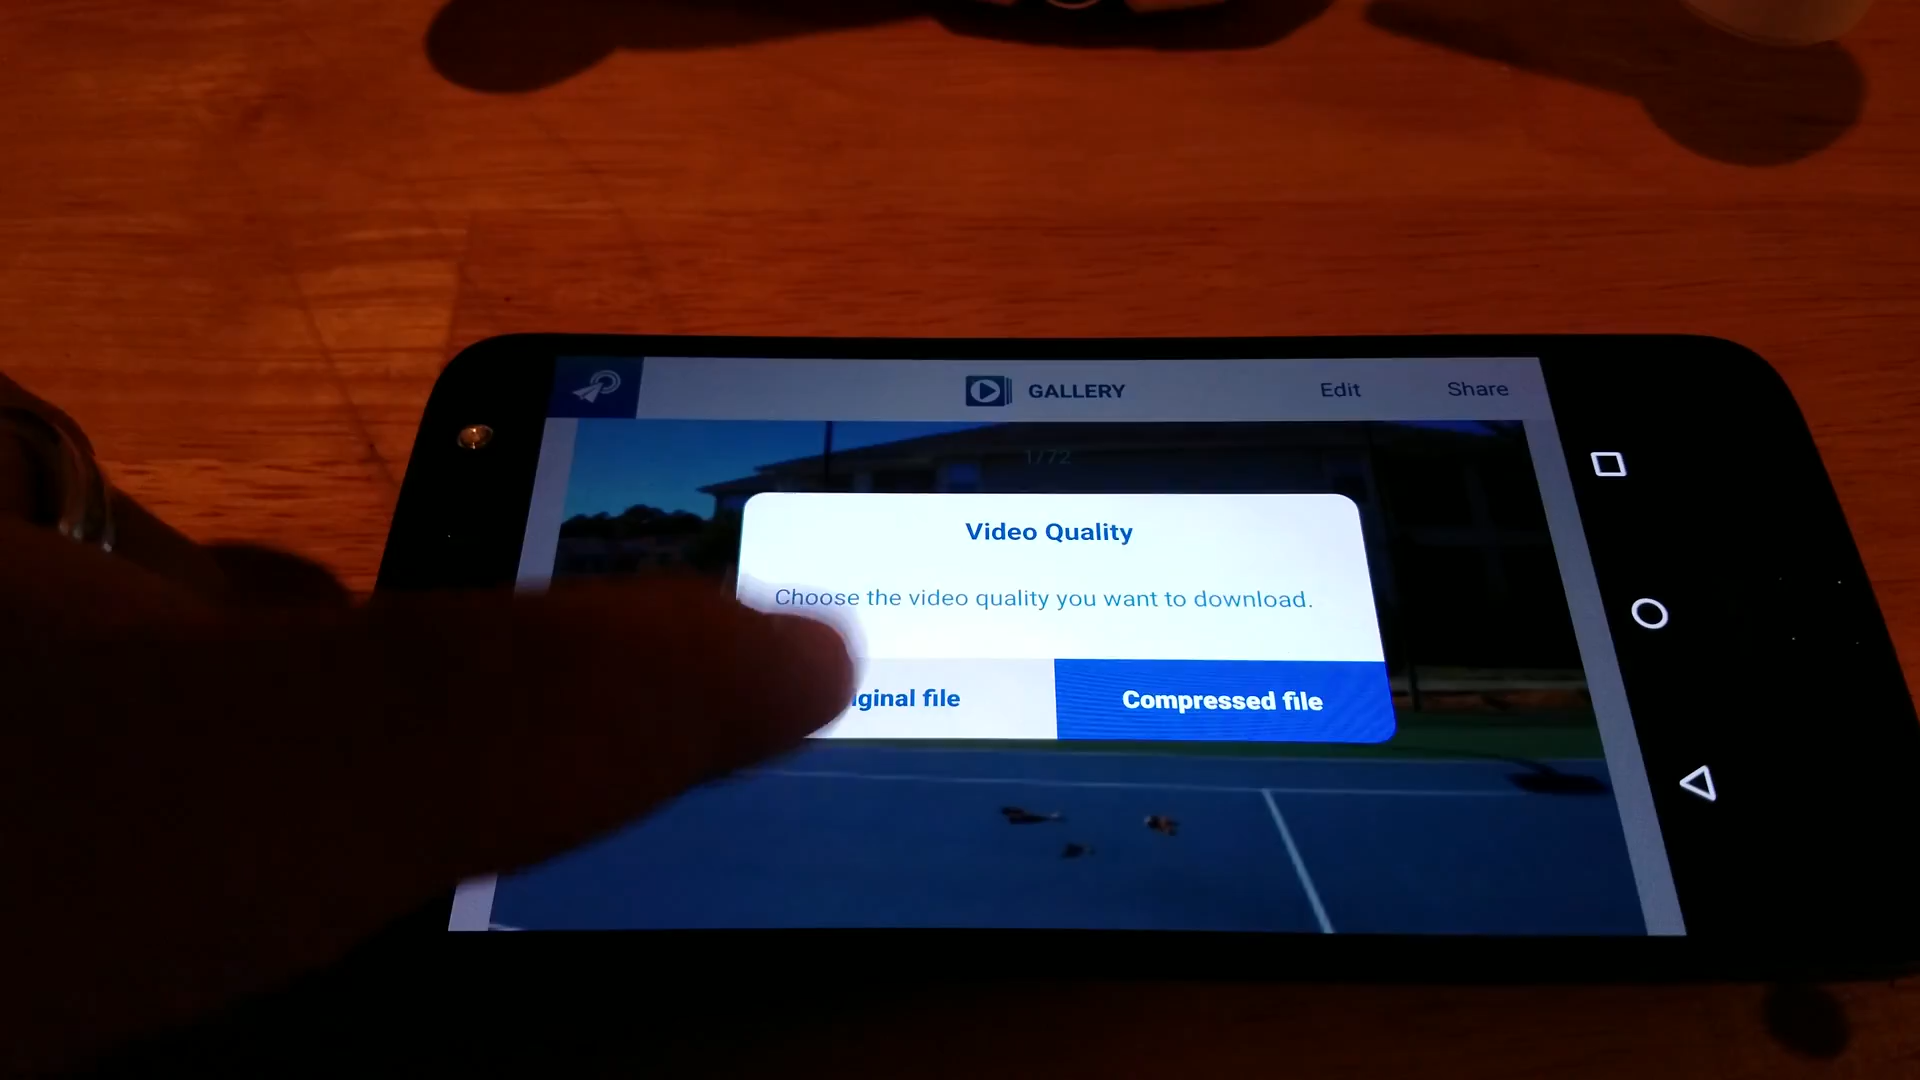 GALLERY Edit Share
1/72
Video Quality
Choose the video quality you want to download.
iginal file Compressed file